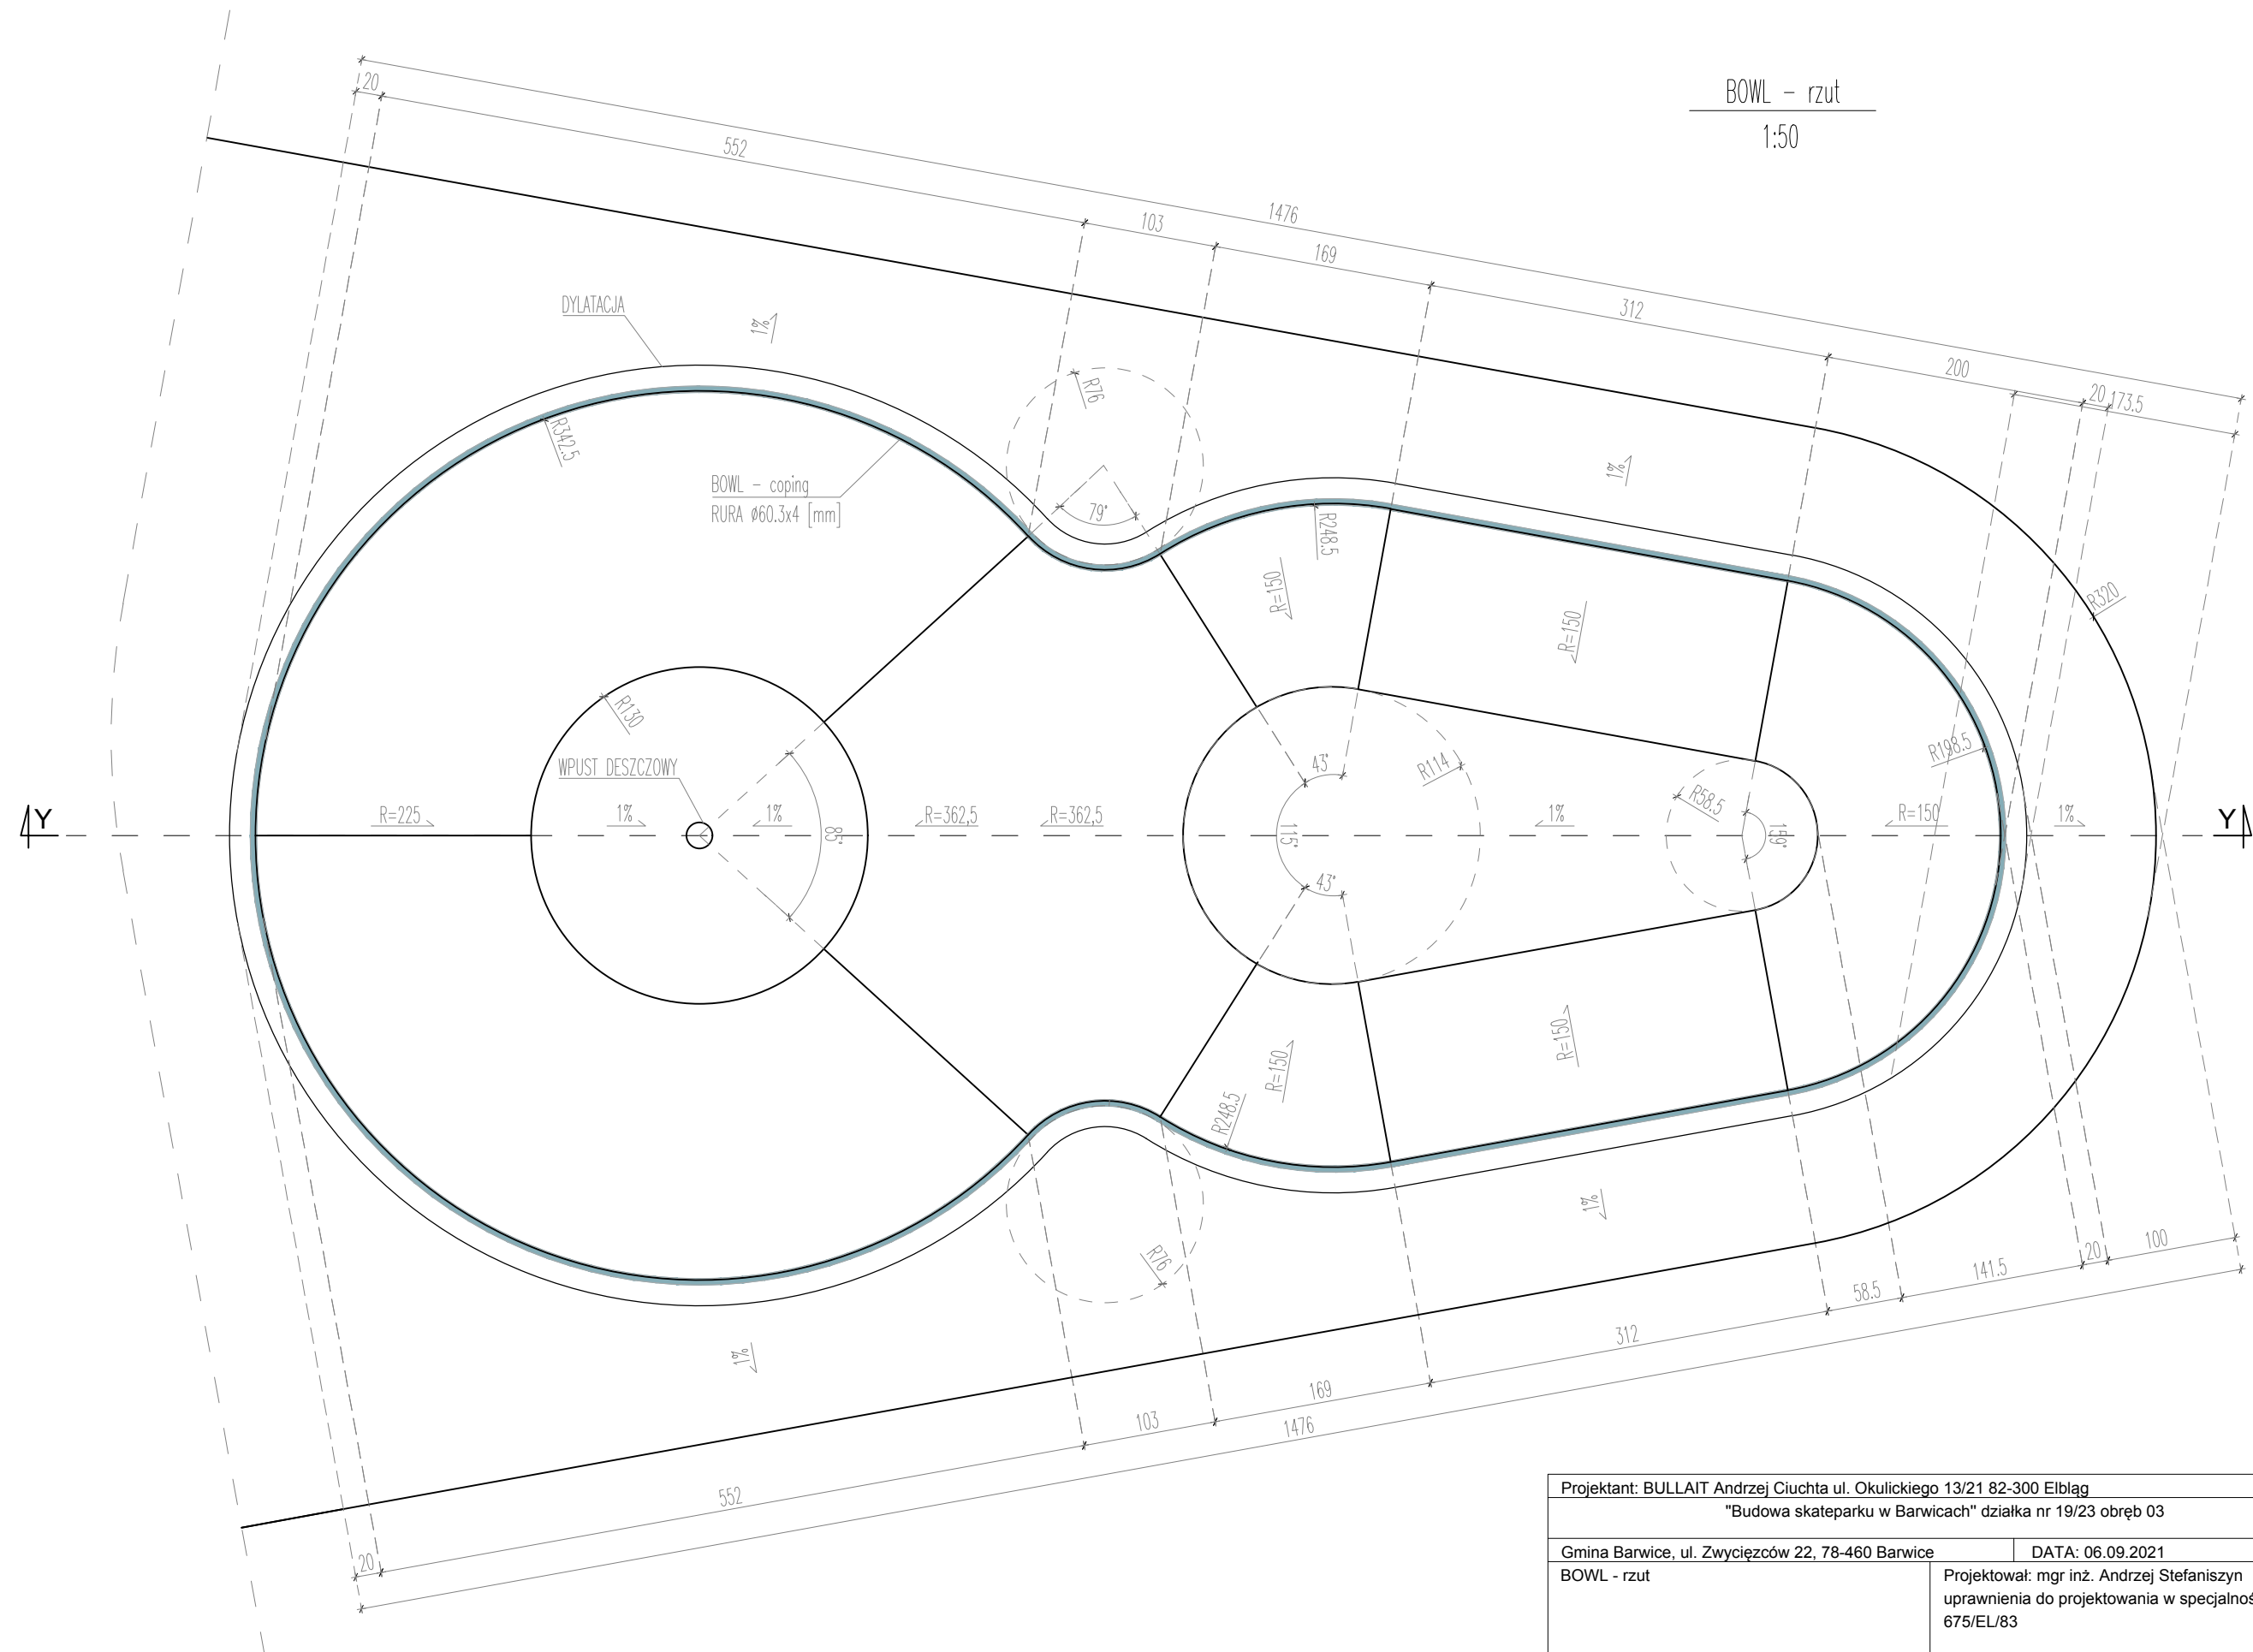 BOWL - rzut
1:50
20
552
1476
103
169
312
200
20
173.5
DYLATACJA
1%
R76
R342.5
BOWL - coping
RURA Ø60.3x4 [mm]
79°
R248.5
1%
R=150
R=150
R320
R130
WPUST DESZCZOWY
43°
R114
R198.5
R58.5
Y
R=225
1%
1%
85°
R=362,5
R=362,5
115°
1%
159°
R=150
1%
Y
43°
R=150
R=150
R248.5
R76
1%
1%
100
20
141.5
58.5
312
169
1476
103
552
20
Projektant: BULLAIT Andrzej Ciuchta ul. Okulickiego 13/21 82-300 Elbląg
"Budowa skateparku w Barwicach" działka nr 19/23 obręb 03
Gmina Barwice, ul. Zwycięzców 22, 78-460 Barwice
DATA: 06.09.2021
BOWL - rzut
Projektował: mgr inż. Andrzej Stefaniszyn
uprawnienia do projektowania w specjalnoś
675/EL/83